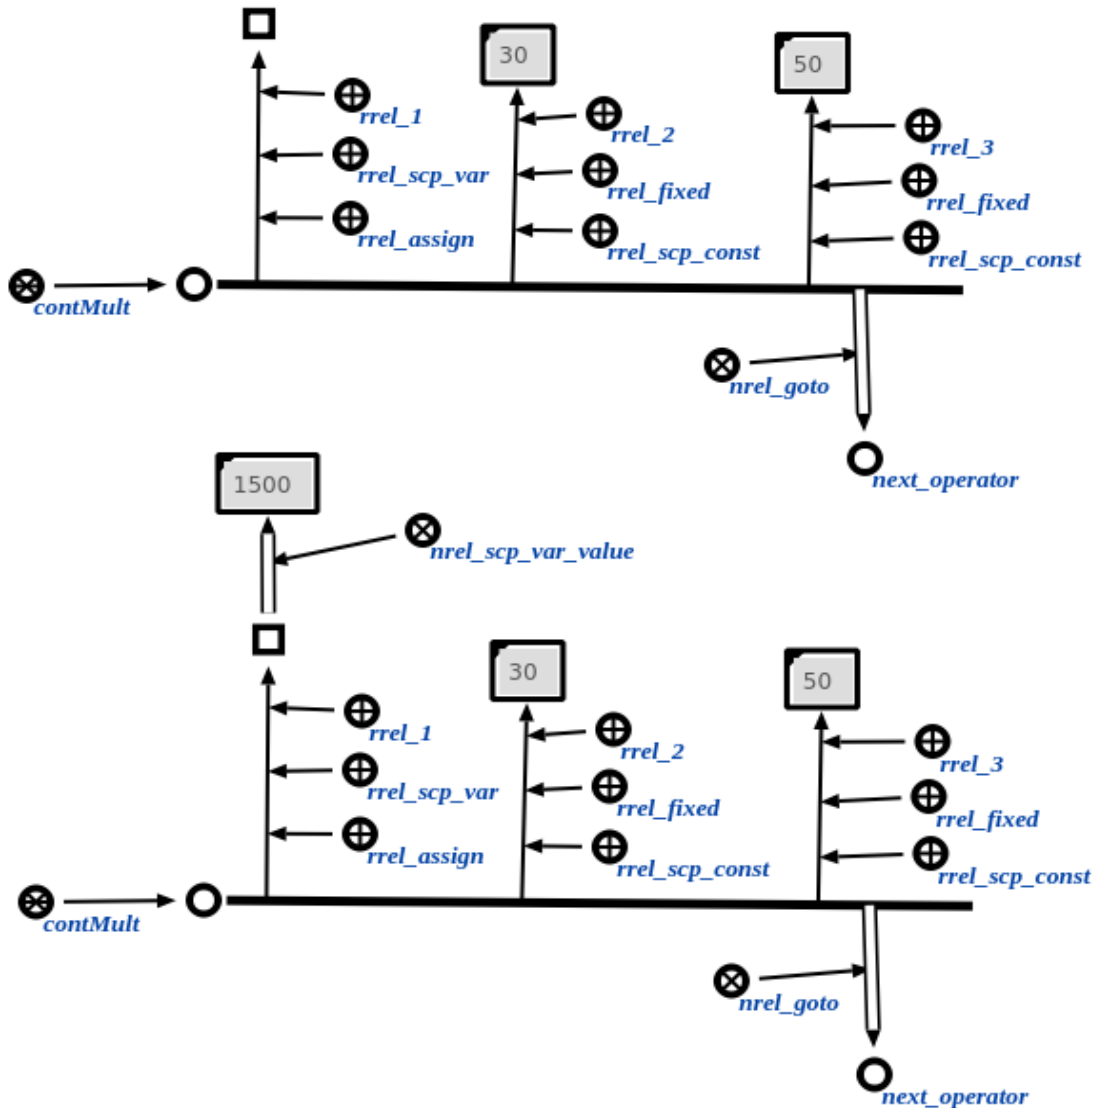 30
50
rrel_1
rrel_2
rrel_3
rrel_scp_var
rrel_fixed
rrel_fixed
rrel_assign
rrel_scp_const
rrel_scp_const
contMult
nrel_goto
next_operator
1500
nrel_scp_var_value
30
50
rrel_1
rrel_2
rrel_3
rrel_scp_var
rrel_fixed
rrel_fixed
rrel_assign
rrel_scp_const
rrel_scp_const
contMult
nrel_goto
next_operator